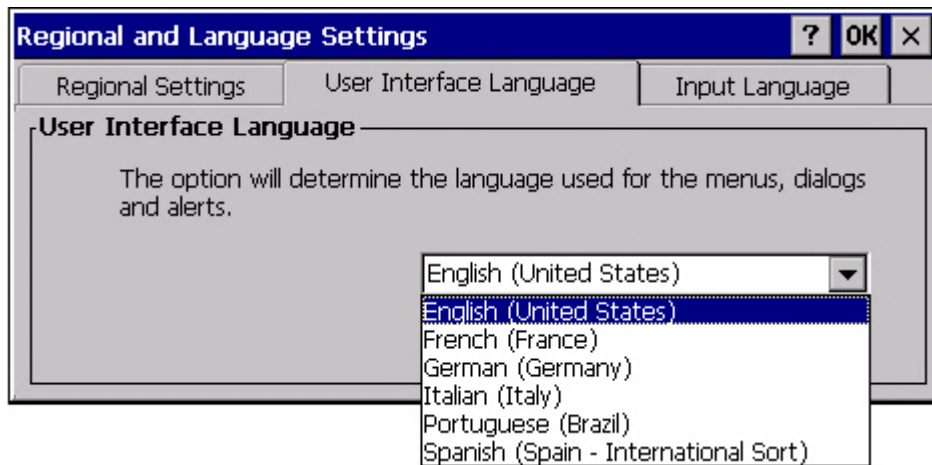 Regional and Language Settings ? OK ×
Regional Settings User Interface Language Input Language
User Interface Language
The option will determine the language used for the menus, dialogs
and alerts.
English (United States)
English (United States)
French (France)
German (Germany)
Italian (Italy)
Portuguese (Brazil)
Spanish (Spain - International Sort)